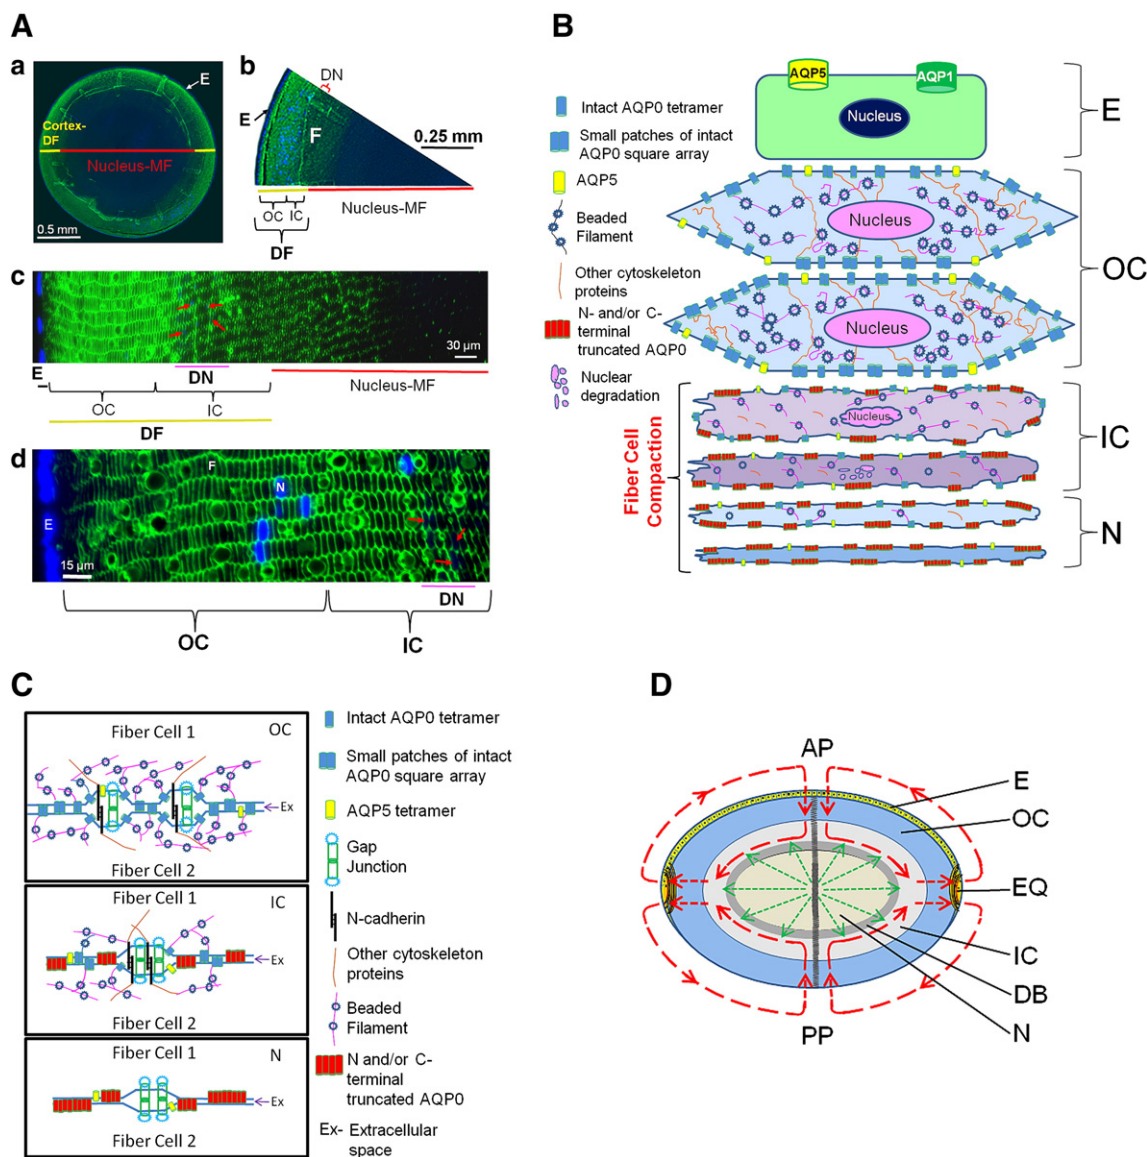 A
a
E
Cortex-
DF
Nucleus-MF
0.5 mm
b
DN
E
F
0.25 mm
OC
IC
Nucleus-MF
DF
c
30 µm
E
DN
Nucleus-MF
OC
IC
DF
d
F
N
E
15 µm
DN
OC
IC
B
Intact AQP0 tetramer
Small patches of intact
AQP0 square array
AQP5
Beaded
Filament
Other cytoskeleton
proteins
N- and/or C-
terminal
truncated AQP0
Nuclear
degradation
AQP5
AQP1
Nucleus
E
Nucleus
OC
Nucleus
Nucleus
IC
Fiber Cell
Compaction
N
C
Fiber Cell 1
OC
Ex
Fiber Cell 2
Fiber Cell 1
IC
Ex
Fiber Cell 2
Fiber Cell 1
N
Ex
Fiber Cell 2
Intact AQP0 tetramer
Small patches of intact
AQP0 square array
AQP5 tetramer
Gap
Junction
N-cadherin
Other cytoskeleton
proteins
Beaded
Filament
N and/or C-
terminal
truncated AQP0
Ex- Extracellular
space
D
AP
E
OC
EQ
IC
DB
N
PP